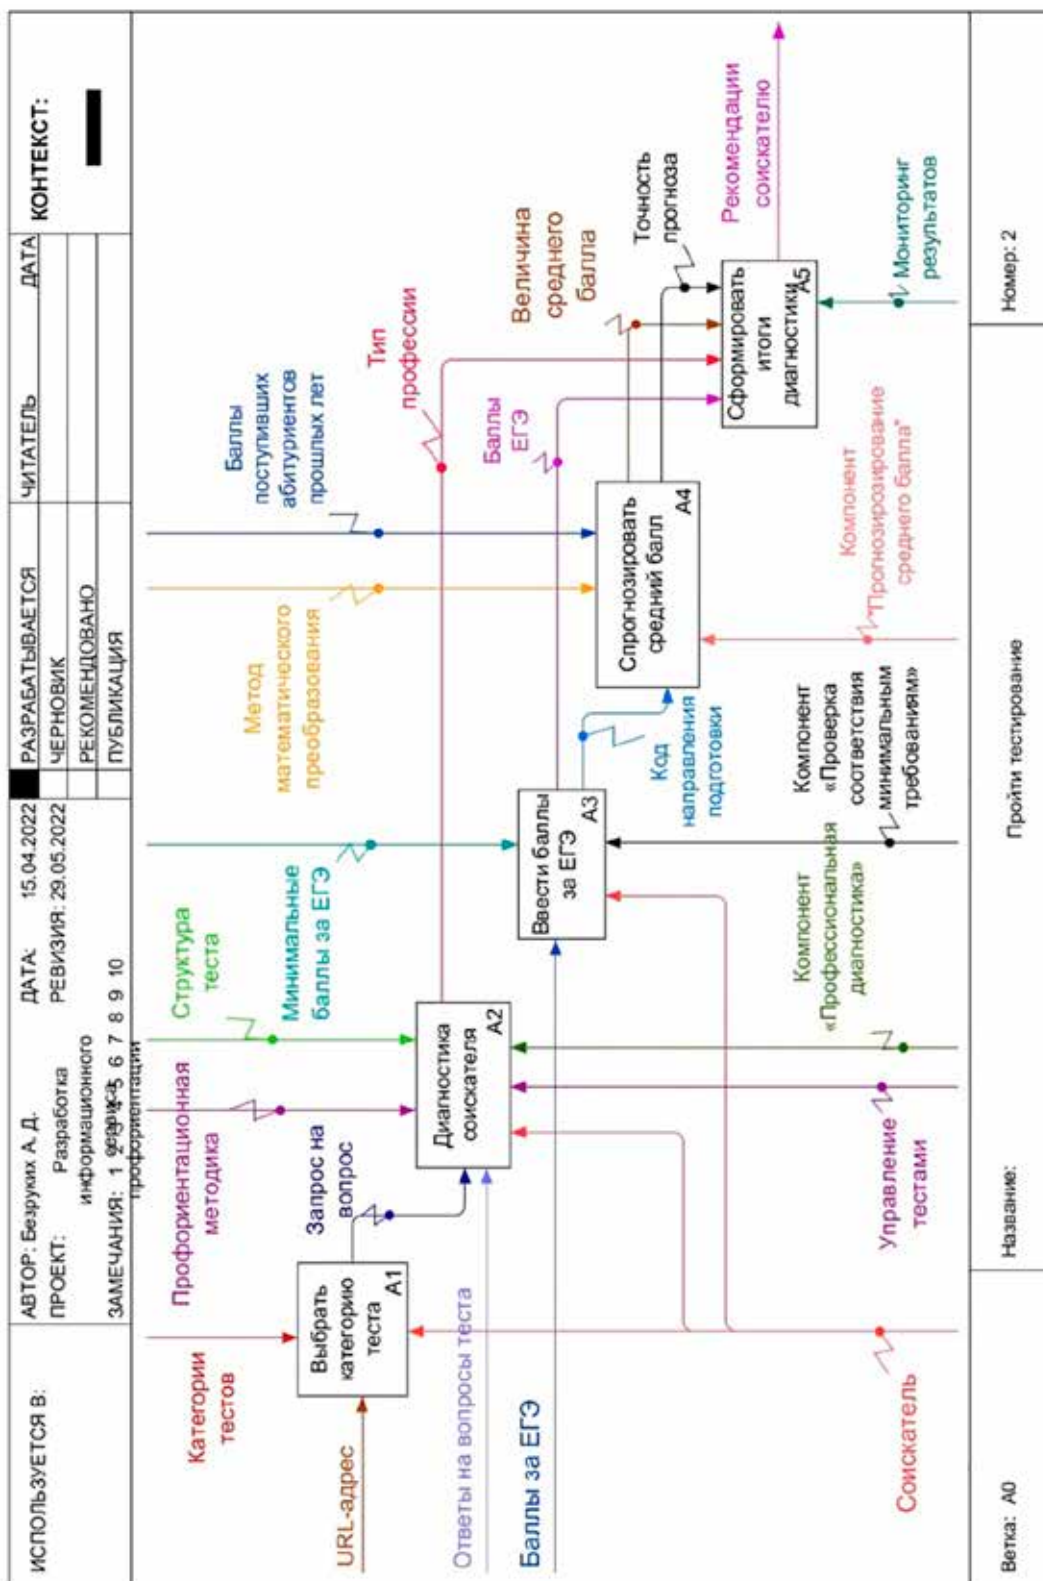 ИСПОЛЬЗУЕТСЯ В:
АВТОР: Безруких А. Д.
ДАТА: 15.04.2022
ПРОЕКТ: Разработка
информационного
сервиса
профориентации
РЕВИЗИЯ: 29.05.2022
ЗАМЕЧАНИЯ: 1 2 3 4 5 6 7 8 9 10
РАЗРАБАТЫВАЕТСЯ
ЧЕРНОВИК
РЕКОМЕНДОВАНО
ПУБЛИКАЦИЯ
ЧИТАТЕЛЬ
ДАТА
КОНТЕКСТ:
Категории
тестов
Профориентационная
методика
Структура
теста
Минимальные
баллы за ЕГЭ
Метод
математического
преобразования
Баллы
поступивших
абитуриентов
прошлых лет
URL-адрес
Выбрать
категорию
теста
А1
Запрос на
вопрос
Ответы на вопросы теста
Диагностика
соискателя
А2
Тип
профессии
Баллы за ЕГЭ
Ввести баллы
за ЕГЭ
А3
Баллы
ЕГЭ
Код
направления
подготовки
Спрогнозировать
средний балл
А4
Величина
среднего
балла
Точность
прогноза
Сформировать
итоги
диагностики
А5
Рекомендации
соискателю
Соискатель
Управление
тестами
Компонент
«Профессиональная
диагностика»
Компонент
«Проверка
соответствия
минимальным
требованиям»
Компонент
"Прогнозирование
среднего балла"
Мониторинг
результатов
Ветка: А0
Название:
Пройти тестирование
Номер: 2